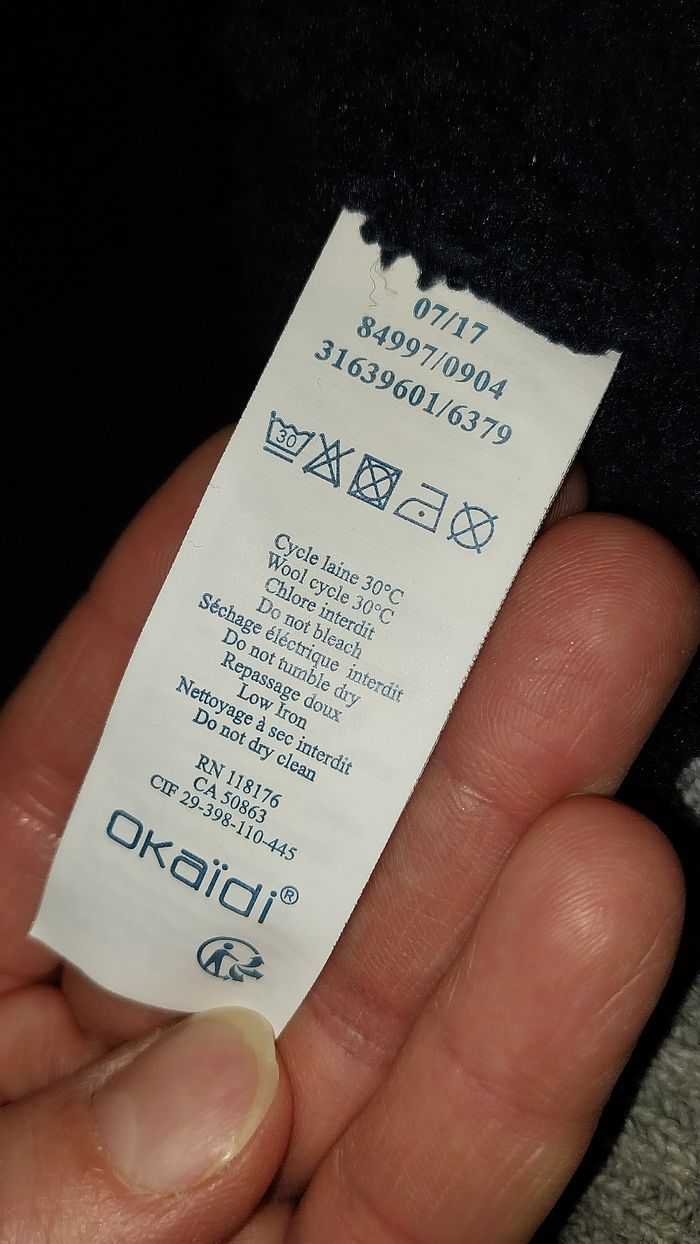 07/17
84997/0904
31639601/6379
30
Cycle laine 30°C
Wool cycle 30°C
Chlore interdit
Do not bleach
Séchage éléctrique interdit
Do not tumble dry
Repassage doux
Low Iron
Nettoyage à sec interdit
Do not dry clean
RN 118176
CA 50863
CIF 29-398-110-445
okaïdi®